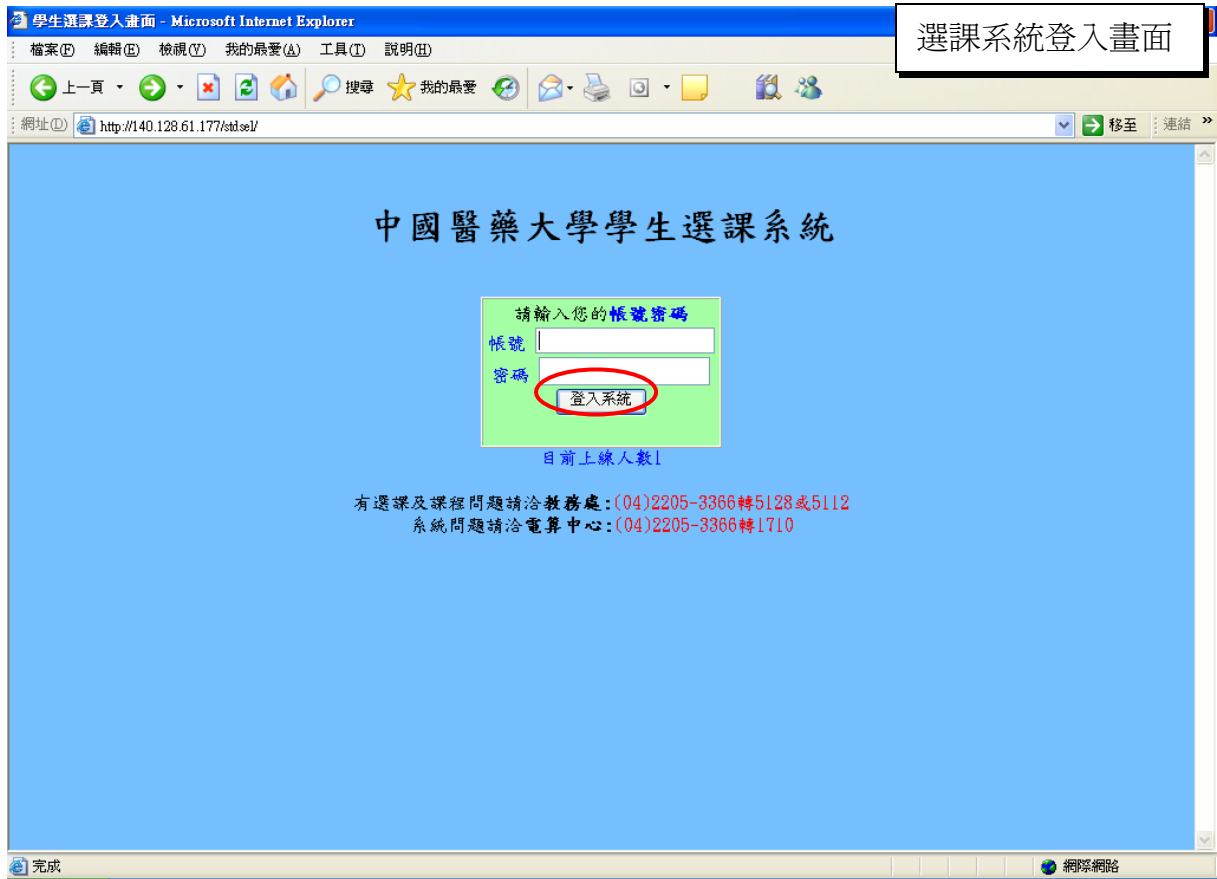 學生選課登入畫面 - Microsoft Internet Explorer
選課系統登入畫面
檔案(F) 編輯(E) 檢視(V) 我的最愛(A) 工具(T) 說明(H)
上一頁 搜尋 我的最愛
網址(D) http://140.128.61.177/stdsel/ 移至 連結 »
中國醫藥大學學生選課系統
請輸入您的帳號密碼
帳號
密碼
登入系統
目前上線人數1
有選課及課程問題請洽教務處:(04)2205-3366轉5128或5112
系統問題請洽電算中心:(04)2205-3366轉1710
完成 網際網路